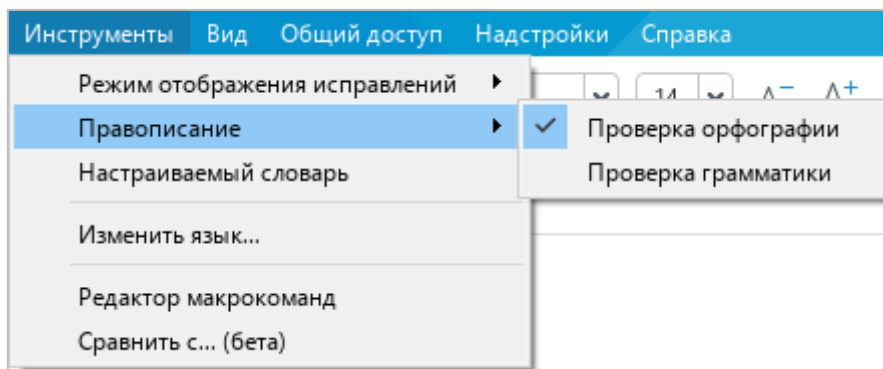 Инструменты Вид Общий доступ Надстройки Справка
Режим отображения исправлений
14 A− A+
Правописание
Проверка орфографии
Настраиваемый словарь
Проверка грамматики
Изменить язык...
Редактор макрокоманд
Сравнить с... (бета)